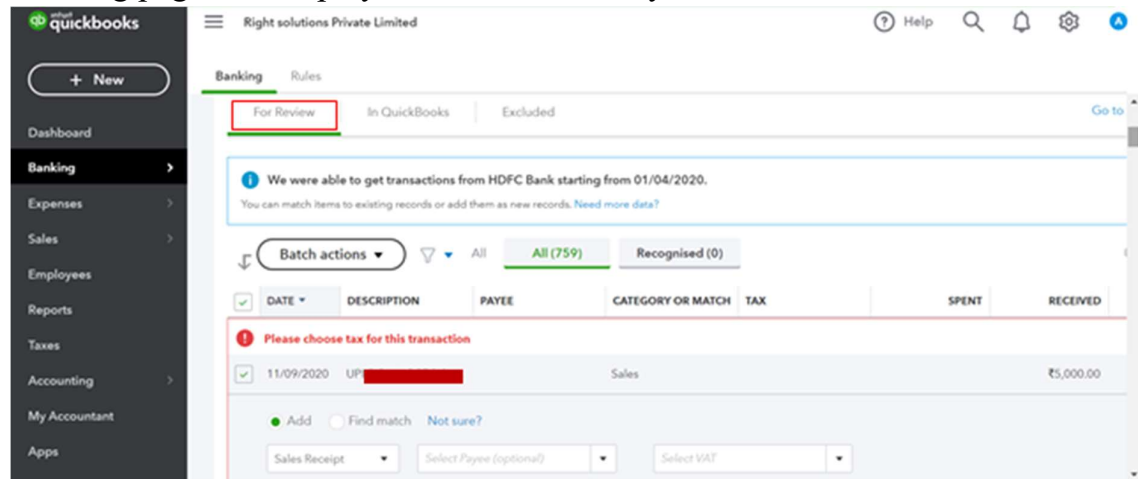 intuit
quickbooks
Right solutions Private Limited
Help
+ New
Banking Rules
For Review In QuickBooks Excluded Go to
Dashboard
Banking
We were able to get transactions from HDFC Bank starting from 01/04/2020.
Expenses
You can match items to existing records or add them as new records. Need more data?
Sales
Batch actions All All (759) Recognised (0)
Employees
DATE DESCRIPTION PAYEE CATEGORY OR MATCH TAX SPENT RECEIVED
Reports
Please choose tax for this transaction
Taxes
11/09/2020 UPI Sales ₹5,000.00
Accounting
My Accountant
Add Find match Not sure?
Apps
Sales Receipt Select Payee (optional) Select VAT